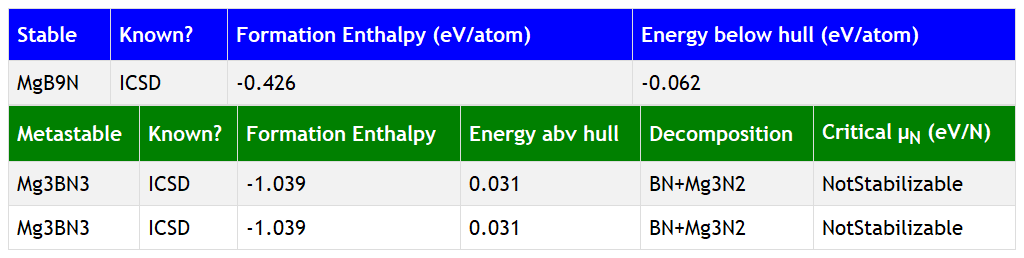 Stable Known? Formation Enthalpy (eV/atom) Energy below hull (eV/atom)
MgB9N ICSD -0.426 -0.062
Metastable Known? Formation Enthalpy Energy abv hull Decomposition Critical μN (eV/N)
Mg3BN3 ICSD -1.039 0.031 BN+Mg3N2 NotStabilizable
Mg3BN3 ICSD -1.039 0.031 BN+Mg3N2 NotStabilizable